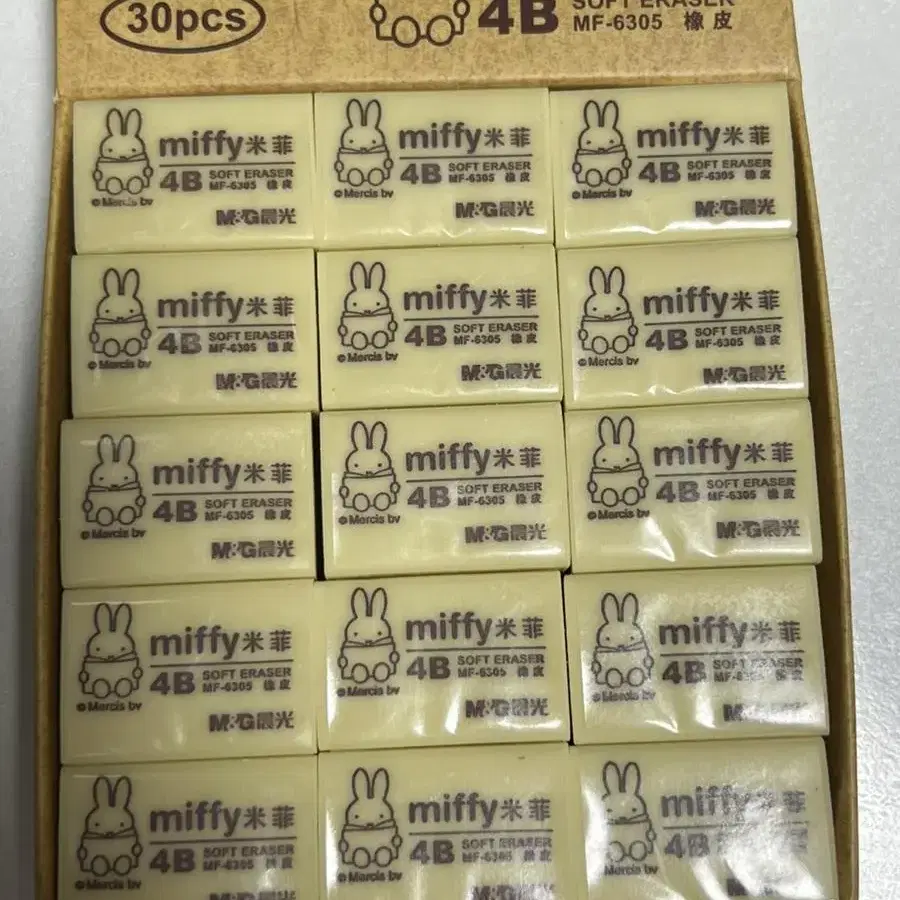 30pcs
4B SOFT ERASER
MF-6305 橡皮
miffy米菲
4B SOFT ERASER
MF-6305 橡皮
©Mercis bv
M&G晨光
miffy米菲
4B SOFT ERASER
MF-6305 橡皮
©Mercis bv
M&G晨光
miffy米菲
4B SOFT ERASER
MF-6305 橡皮
©Mercis bv
M&G晨光
miffy米菲
4B SOFT ERASER
MF-6305 橡皮
©Mercis bv
M&G晨光
miffy米菲
4B SOFT ERASER
MF-6305 橡皮
©Mercis bv
M&G晨光
miffy米菲
4B SOFT ERASER
MF-6305 橡皮
©Mercis bv
M&G晨光
miffy米菲
4B SOFT ERASER
MF-6305 橡皮
©Mercis bv
M&G晨光
miffy米菲
4B SOFT ERASER
MF-6305 橡皮
©Mercis bv
M&G晨光
miffy米菲
4B SOFT ERASER
MF-6305 橡皮
©Mercis bv
M&G晨光
miffy米菲
4B SOFT ERASER
MF-6305 橡皮
©Mercis bv
M&G晨光
miffy米菲
4B SOFT ERASER
MF-6305 橡皮
©Mercis bv
M&G晨光
miffy米菲
4B SOFT ERASER
橡皮
©Mercis bv
miffy米菲
4B SOFT ERASER
MF-6305 橡皮
©Mercis bv
miffy米菲
4B SOFT ERASER
MF-6305 橡皮
©Mercis bv
miffy米菲
4B
Mercis bv